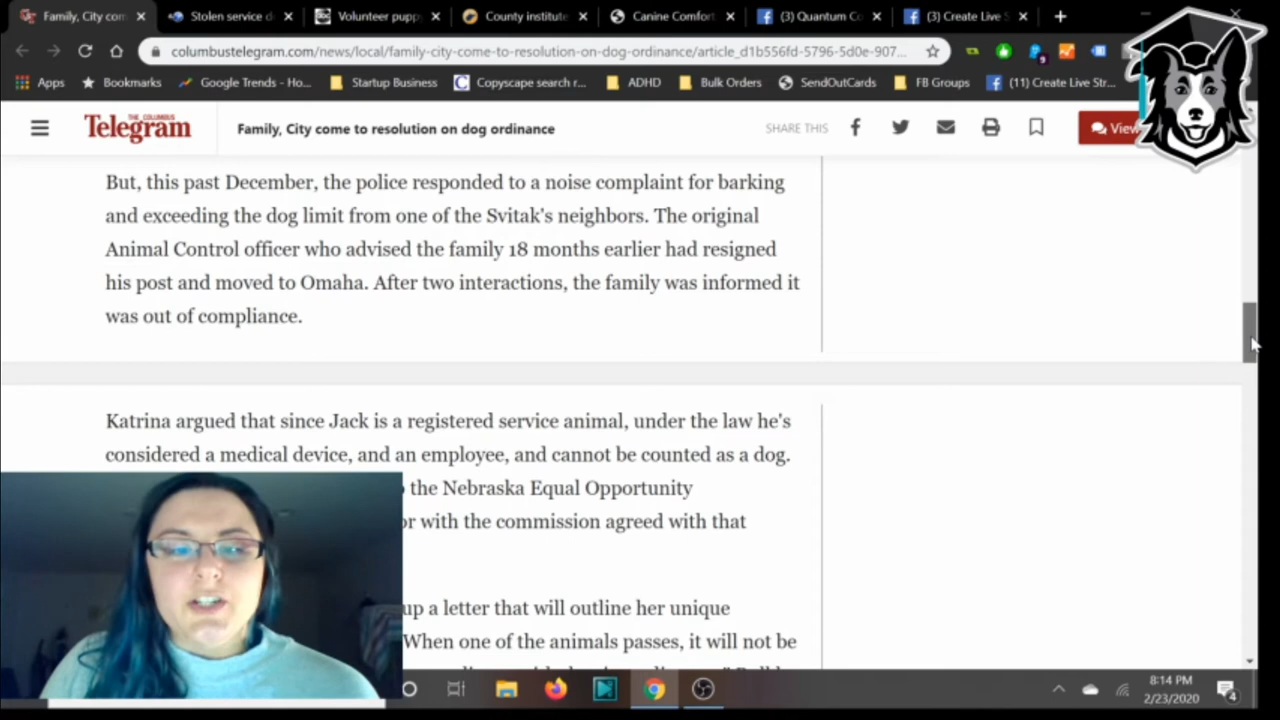 Family, City com
Stolen service d
Volunteer pupp
County institute
Canine Comfort
(3) Quantum Co
(3) Create Live S
columbustelegram.com/news/local/family-city-come-to-resolution-on-dog-ordinance/article_d1b556fd-5796-5d0e-907...
Apps
Bookmarks
Google Trends - Ho...
Startup Business
Copyscape search r...
ADHD
Bulk Orders
SendOutCards
FB Groups
(11) Create Live Str...
THE COLUMBUS
Telegram
Family, City come to resolution on dog ordinance
SHARE THIS
View
But, this past December, the police responded to a noise complaint for barking
and exceeding the dog limit from one of the Svitak's neighbors. The original
Animal Control officer who advised the family 18 months earlier had resigned
his post and moved to Omaha. After two interactions, the family was informed it
was out of compliance.
Katrina argued that since Jack is a registered service animal, under the law he's
considered a medical device, and an employee, and cannot be counted as a dog.
the Nebraska Equal Opportunity
or with the commission agreed with that
up a letter that will outline her unique
When one of the animals passes, it will not be
8:14 PM
2/23/2020
4